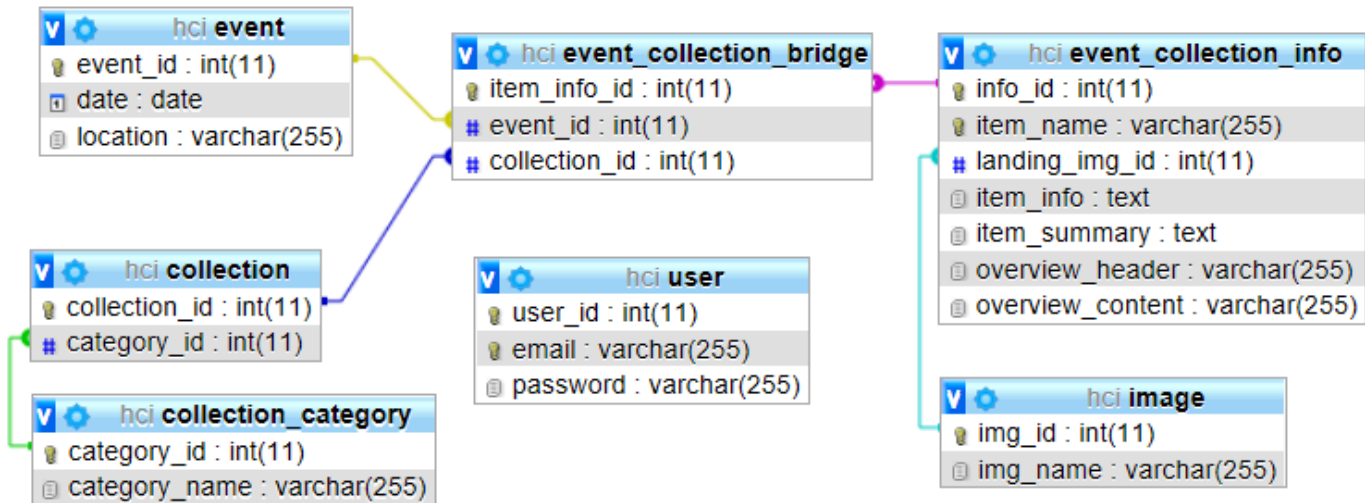 hci event
event_id : int(11)
date : date
location : varchar(255)
hci event_collection_bridge
item_info_id : int(11)
event_id : int(11)
collection_id : int(11)
hci event_collection_info
info_id : int(11)
item_name : varchar(255)
landing_img_id : int(11)
item_info : text
item_summary : text
overview_header : varchar(255)
overview_content : varchar(255)
hci collection
collection_id : int(11)
category_id : int(11)
hci user
user_id : int(11)
email : varchar(255)
password : varchar(255)
hci collection_category
category_id : int(11)
category_name : varchar(255)
hci image
img_id : int(11)
img_name : varchar(255)